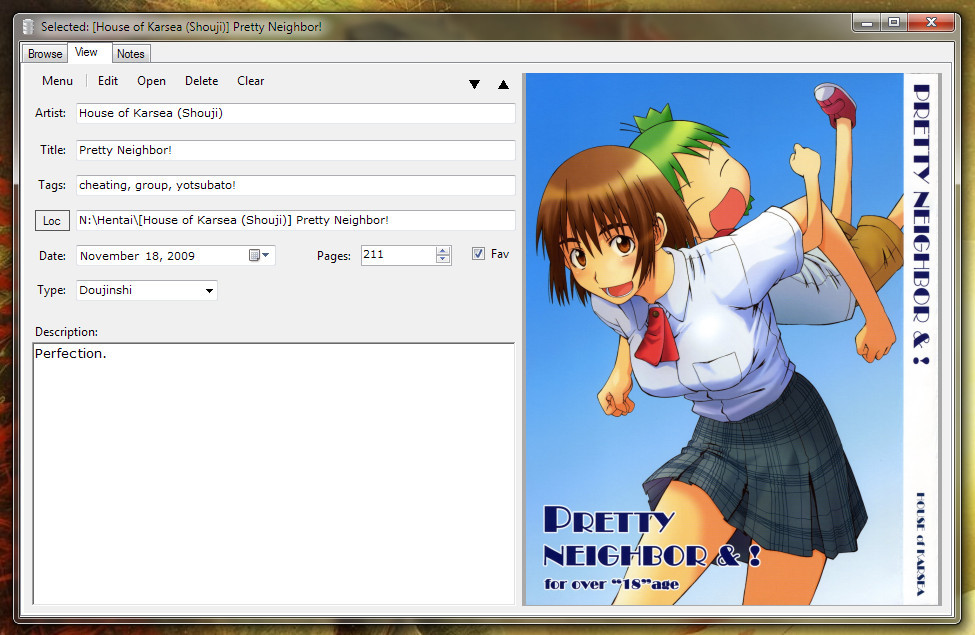 Selected: [House of Karsea (Shouji)] Pretty Neighbor!
Browse View Notes
Menu Edit Open Delete Clear
Artist: House of Karsea (Shouji)
Title: Pretty Neighbor!
Tags: cheating, group, yotsubato!
Loc N:\Hentai\[House of Karsea (Shouji)] Pretty Neighbor!
Date: November 18, 2009 Pages: 211 Fav
Type: Doujinshi
Description:
Perfection.
PRETTY
NEIGHBOR & !
for over "18"age
PRETTY NEIGHBOR & !
HOUSE of KARSEA